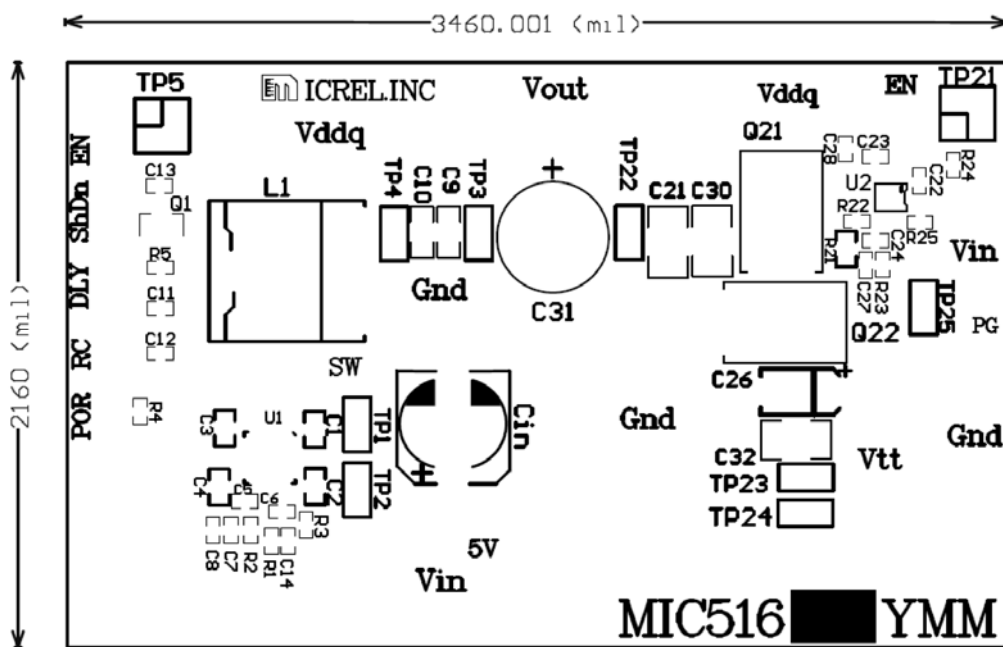 3460.001 (mil)
2160 (mil)
TP5
ICREL.INC
Vout
Vddq
EN
TP21
Vddq
Q21
C28
C23
R24
EN
C13
L1
TP4
C10
C9
TP3
TP22
C21
C30
U2
C22
ShDn
Q1
R22
R25
R21
C24
Vin
R5
DLY
Gnd
C31
C27
R23
TP25
C11
PG
Q22
RC
C12
SW
C26
POR
R4
C3
U1
C1
TP1
Cin
Gnd
Gnd
C32
Vtt
C4
C5
C6
C2
TP2
TP23
TP24
C8
C7
R2
R1
C14
R3
5V
Vin
MIC516
YMM